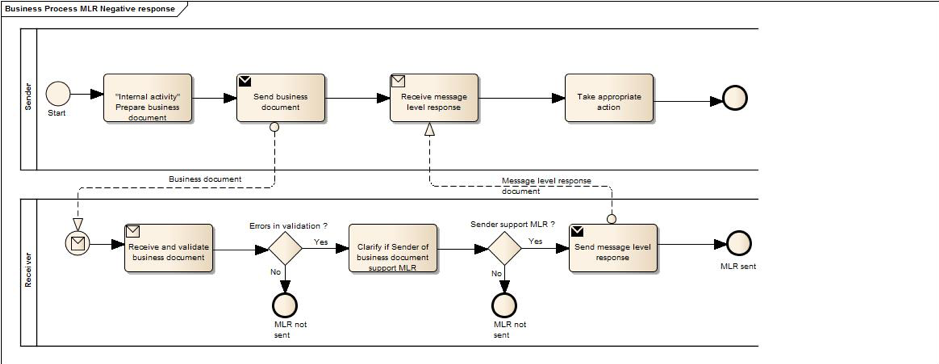 Business Process MLR Negative response
Sender
Start
"Internal activity"
Prepare business
document
Send business
document
Receive message
level response
Take appropriate
action
Business document
Message level response
document
Receiver
Receive and validate
business document
Errors in validation ?
Yes
No
MLR not
sent
Clarify if Sender of
business document
support MLR
Sender support MLR ?
Yes
No
MLR not
sent
Send message level
response
MLR sent